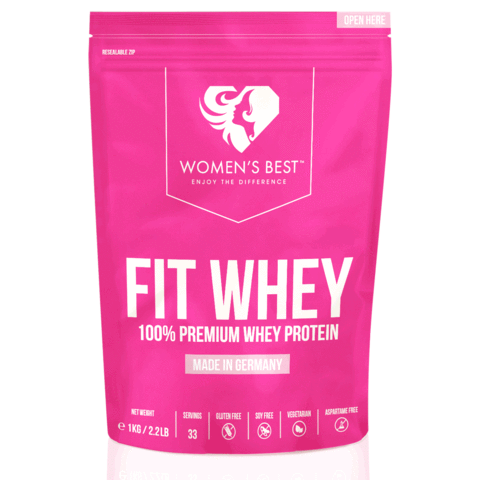 OPEN HERE
RESEALABLE ZIP
WOMEN'S BEST™
ENJOY THE DIFFERENCE
FIT WHEY
100% PREMIUM WHEY PROTEIN
MADE IN GERMANY
NET WEIGHT
℮ 1KG / 2.2LB
SERVINGS
33
GLUTEN FREE
SOY FREE
VEGETARIAN
ASPARTAME FREE